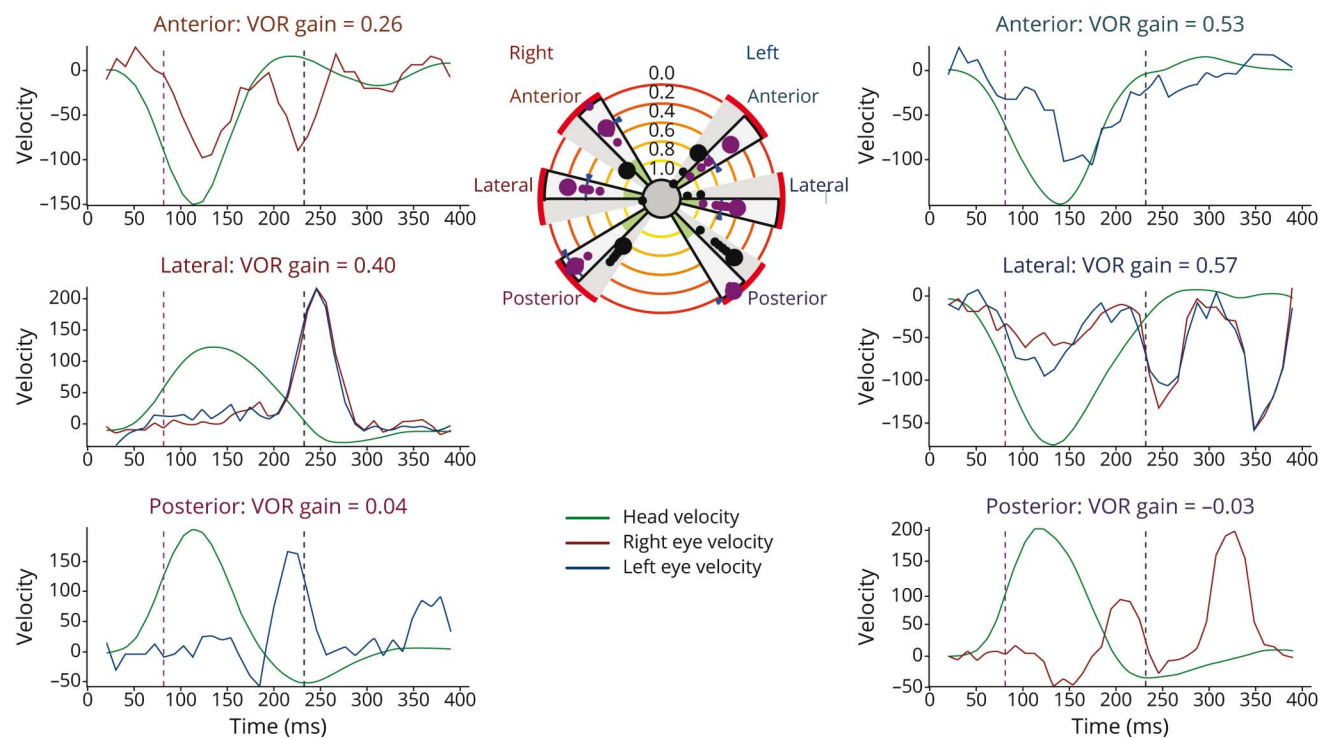 Anterior: VOR gain = 0.26
0
−50
−100
−150
Velocity
0 50 100 150 200 250 300 350 400
Right
Left
Anterior
Anterior
Lateral
Lateral
Posterior
Posterior
0.0
0.2
0.4
0.6
0.8
1.0
Anterior: VOR gain = 0.53
0
−50
−100
Velocity
0 50 100 150 200 250 300 350 400
Lateral: VOR gain = 0.40
200
150
100
50
0
Velocity
0 50 100 150 200 250 300 350 400
Lateral: VOR gain = 0.57
0
−50
−100
−150
Velocity
0 50 100 150 200 250 300 350 400
Posterior: VOR gain = 0.04
150
100
50
0
−50
Velocity
0 50 100 150 200 250 300 350 400
Time (ms)
Head velocity
Right eye velocity
Left eye velocity
Posterior: VOR gain = –0.03
200
150
100
50
0
−50
Velocity
0 50 100 150 200 250 300 350 400
Time (ms)